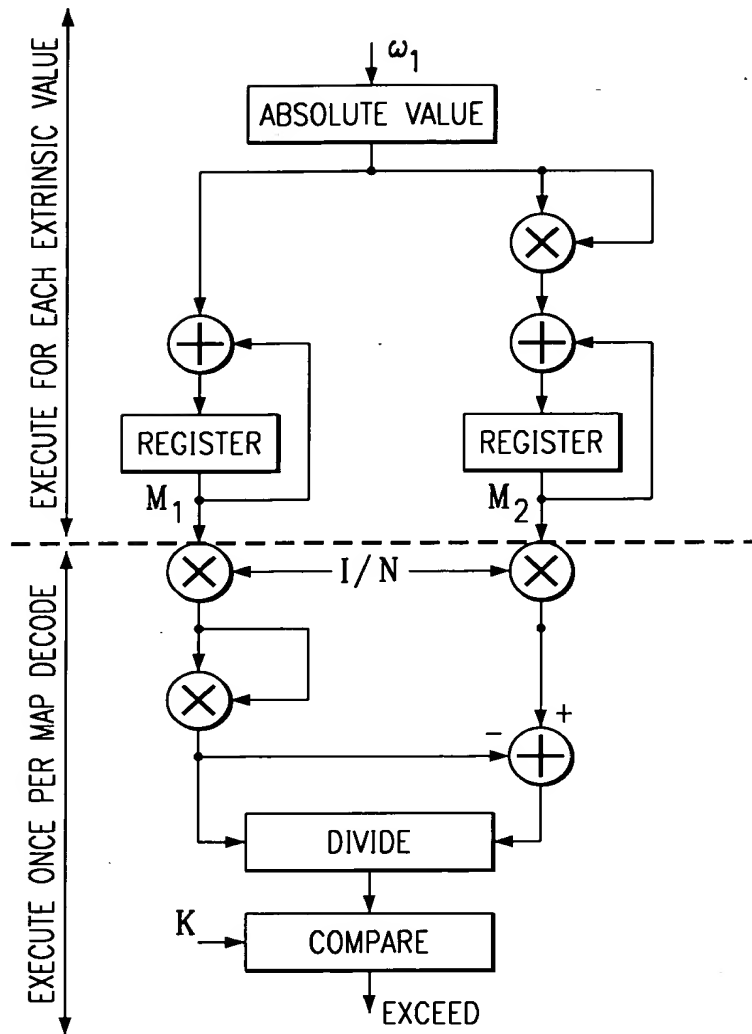 ω1
ABSOLUTE VALUE
EXECUTE FOR EACH EXTRINSIC VALUE
REGISTER
REGISTER
M1
M2
I/N
EXECUTE ONCE PER MAP DECODE
- +
DIVIDE
K
COMPARE
EXCEED